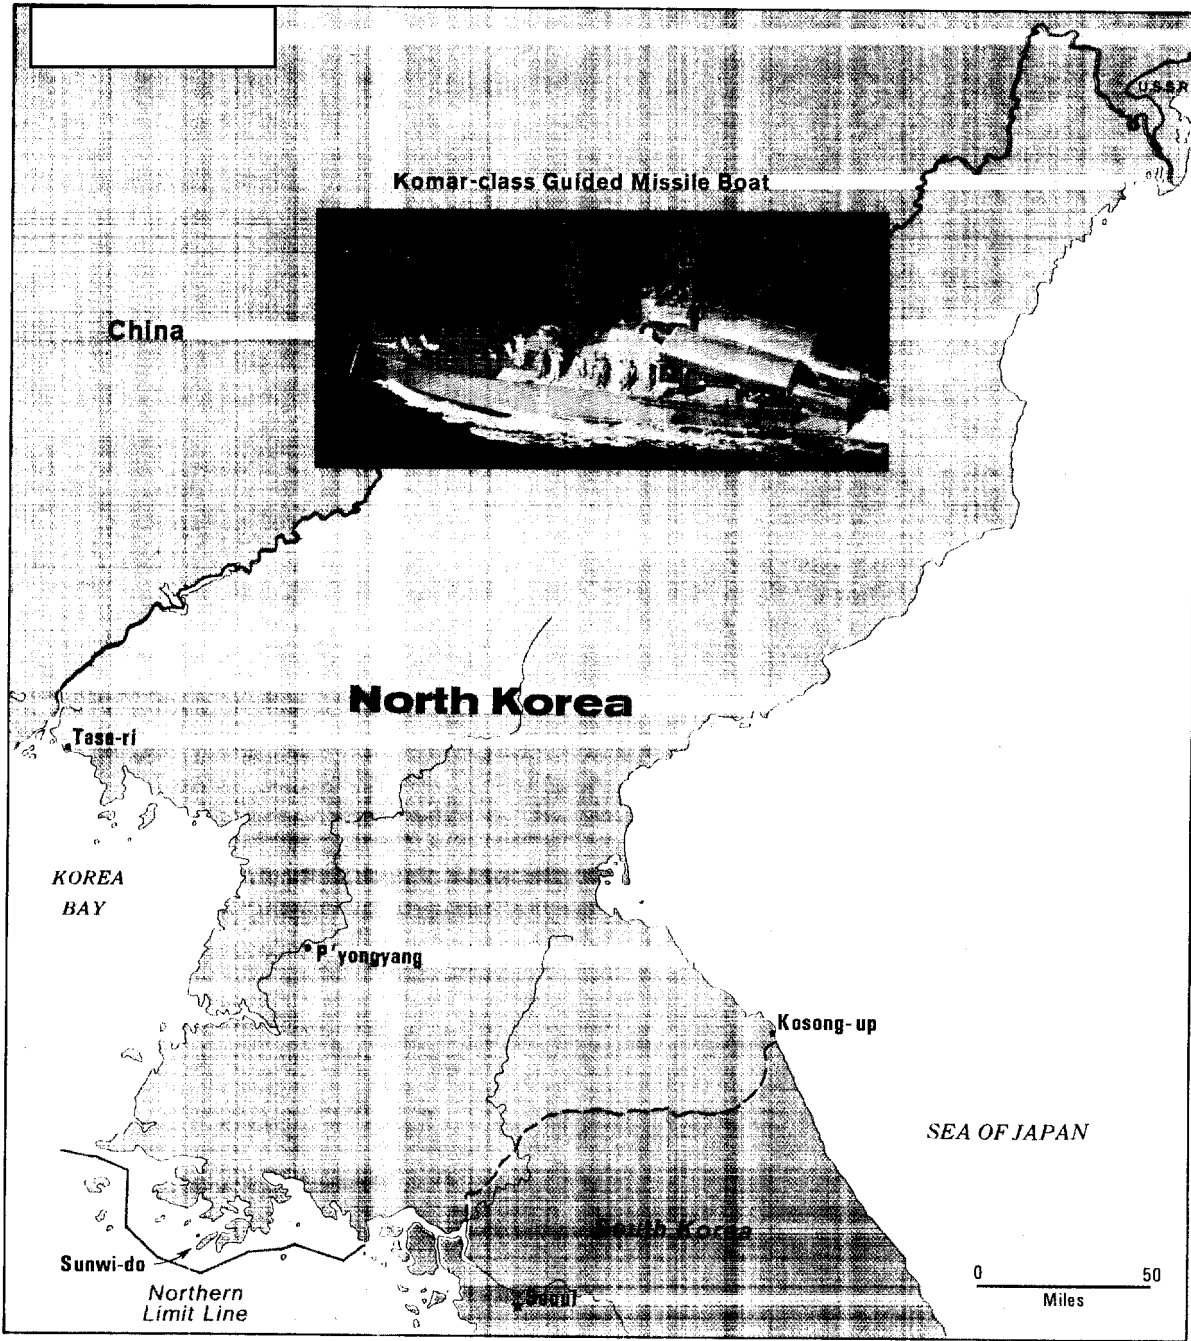 U.S.S.R.
Komar-class Guided Missile Boat
China
North Korea
Tasa-ri
KOREA
BAY
P'yongyang
Kosong-up
SEA OF JAPAN
South Korea
Sunwi-do
Northern
Limit Line
Seoul
0 50
Miles